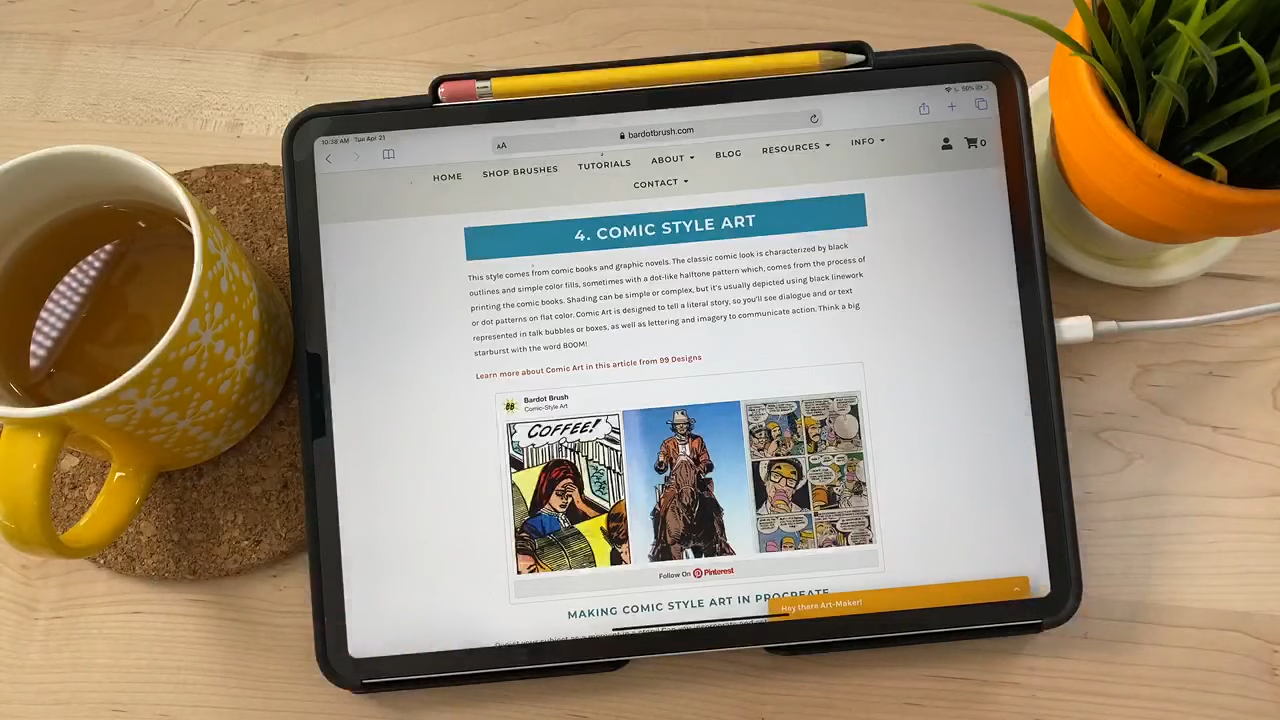 10:38 AM Tue Apr 21
50%
AA
bardotbrush.com
HOME SHOP BRUSHES TUTORIALS ABOUT BLOG RESOURCES INFO
0
CONTACT
4. COMIC STYLE ART
This style comes from comic books and graphic novels. The classic comic look is characterized by black
outlines and simple color fills, sometimes with a dot-like halftone pattern which, comes from the process of
printing the comic books. Shading can be simple or complex, but it's usually depicted using black linework
or dot patterns on flat color. Comic Art is designed to tell a literal story, so you'll see dialogue and/or text
represented in talk bubbles or boxes, as well as lettering and imagery to communicate action. Think a big
starburst with the word BOOM!
Learn more about Comic Art in this article from 99 Designs
BB
Bardot Brush
Comic-Style Art
COFFEE!
Follow On Pinterest
MAKING COMIC STYLE ART IN PROCREATE
Hey there Art-Maker!